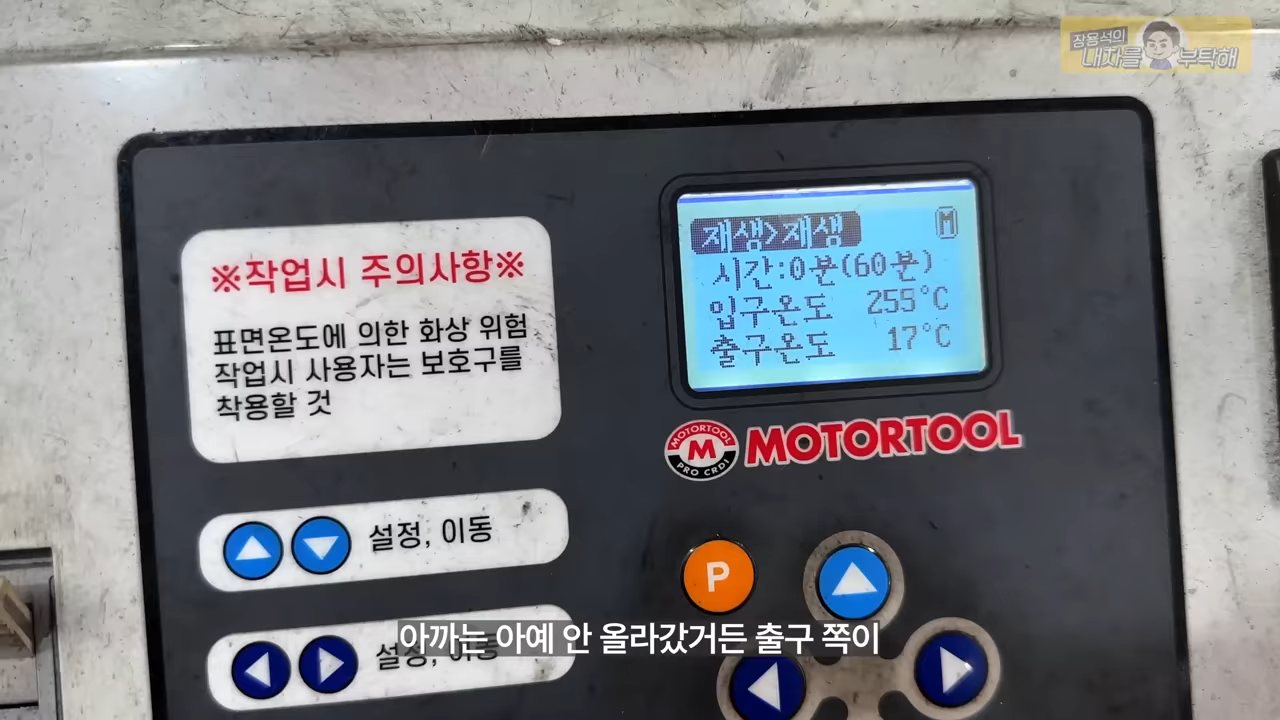 장용석의
내차를 부탁해
※작업시 주의사항※
표면온도에 의한 화상 위험
작업시 사용자는 보호구를
착용할 것
재생>재생 M
시간:0분(60분)
입구온도 255°C
출구온도 17°C
MOTORTOOL
M
PRO CRDI
MOTORTOOL
설정, 이동
P
설정, 이동
아까는 아예 안 올라갔거든 출구 쪽이